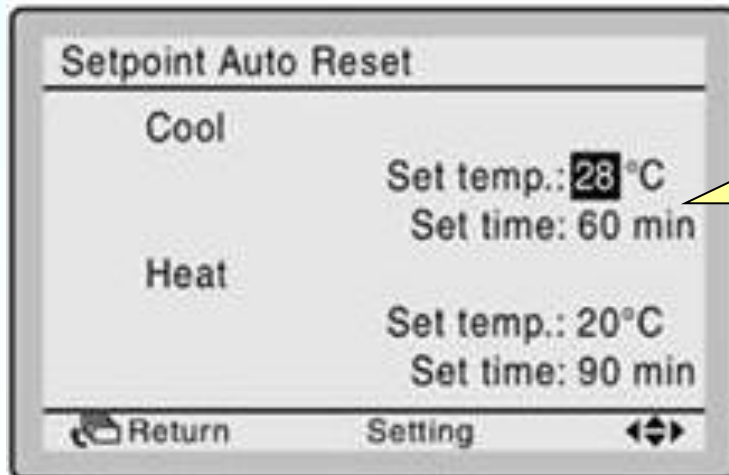 Setpoint Auto Reset
Cool
Set temp.: 28 °C
Set time: 60 min
Heat
Set temp.: 20°C
Set time: 90 min
Return Setting